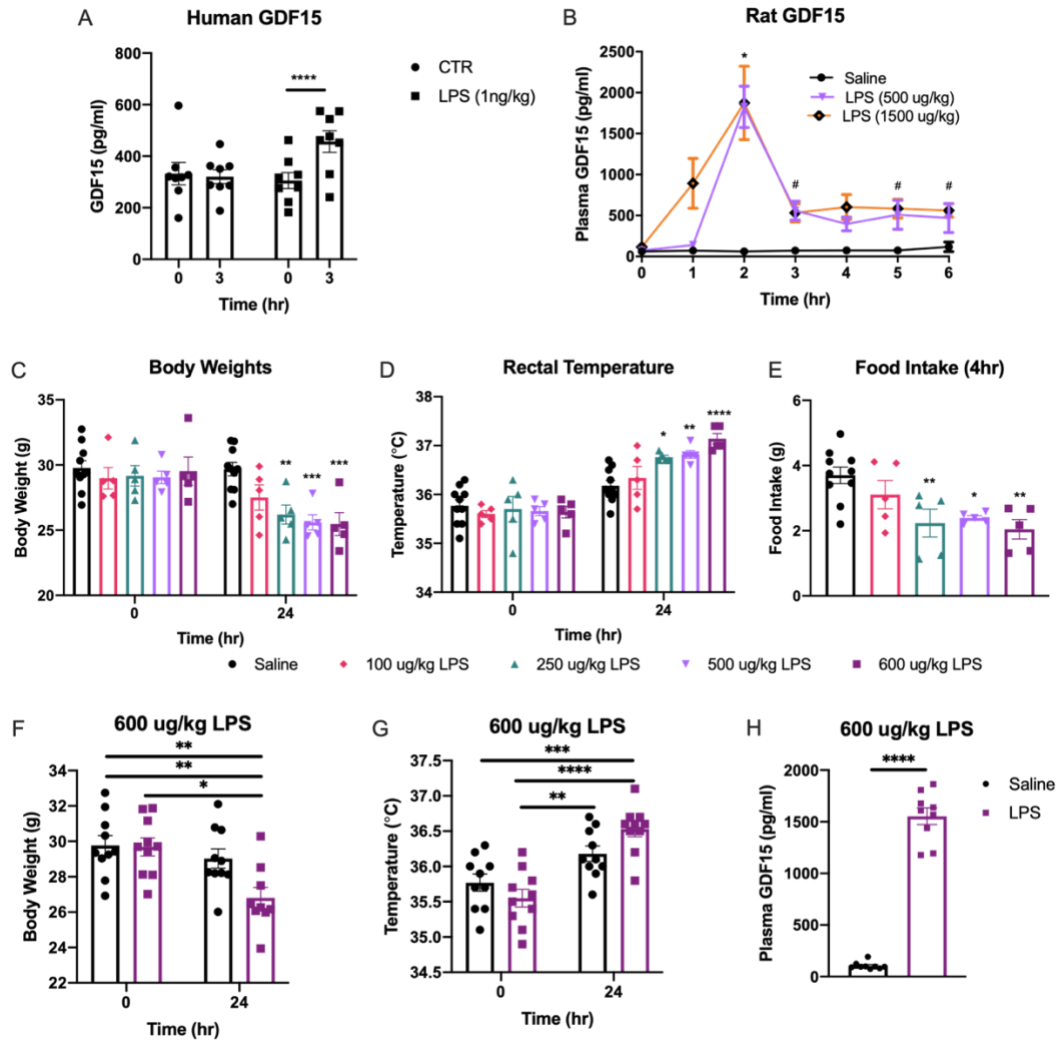 A
Human GDF15
GDF15 (pg/ml)
800
600
400
200
0
****
0 3 0 3
Time (hr)
CTR
LPS (1ng/kg)
B
Rat GDF15
Plasma GDF15 (pg/ml)
2500
2000
1500
1000
500
0
*
# # #
0 1 2 3 4 5 6
Time (hr)
Saline
LPS (500 ug/kg)
LPS (1500 ug/kg)
C
Body Weights
Body Weight (g)
35
30
25
20
** *** ***
0 24
Time (hr)
D
Rectal Temperature
Temperature (°C)
38
37
36
35
34
* ** ****
0 24
Time (hr)
E
Food Intake (4hr)
Food Intake (g)
6
4
2
0
** * **
Saline 100 ug/kg LPS 250 ug/kg LPS 500 ug/kg LPS 600 ug/kg LPS
F
600 ug/kg LPS
Body Weight (g)
34
32
30
28
26
24
22
**
**
*
0 24
Time (hr)
G
600 ug/kg LPS
Temperature (°C)
37.5
37.0
36.5
36.0
35.5
35.0
34.5
***
****
**
0 24
Time (hr)
H
600 ug/kg LPS
Plasma GDF15 (pg/ml)
2000
1500
1000
500
0
****
Saline
LPS